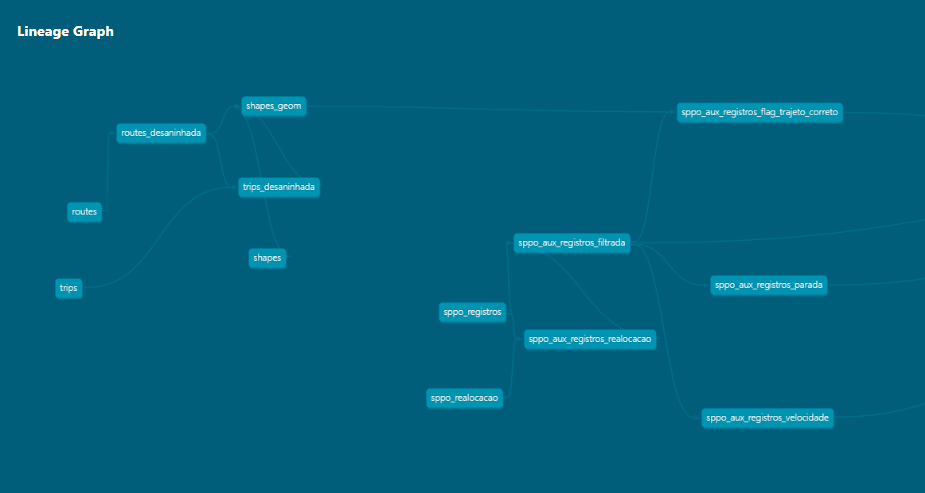 Lineage Graph
shapes_geom
sppo_aux_registros_flag_trajeto_correto
routes_desaninhada
trips_desaninhada
routes
sppo_aux_registros_filtrada
shapes
trips
sppo_aux_registros_parada
sppo_registros
sppo_aux_registros_realocacao
sppo_realocacao
sppo_aux_registros_velocidade